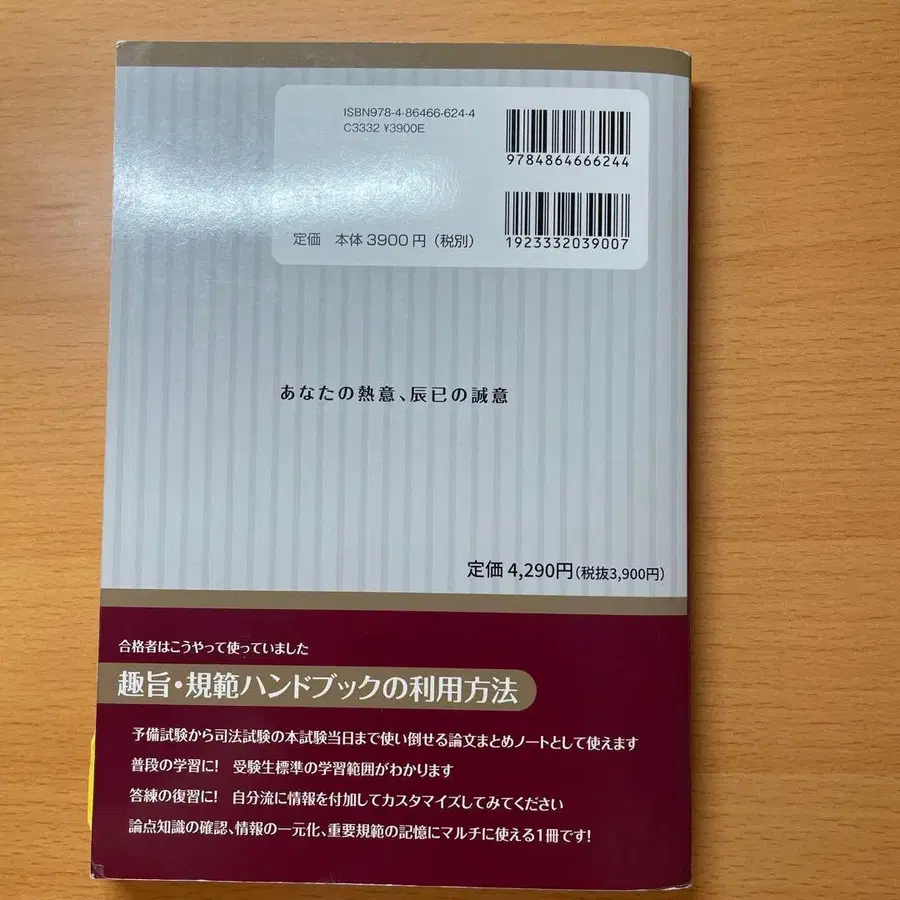 ISBN978-4-86466-624-4
C3332 ¥3900E
9784864666244
定価 本体3900円（税別）
1923332039007
あなたの熱意、辰已の誠意
定価4,290円（税抜3,900円）
合格者はこうやって使っていました
趣旨・規範ハンドブックの利用方法
予備試験から司法試験の本試験当日まで使い倒せる論文まとめノートとして使えます
普段の学習に！ 受験生標準の学習範囲がわかります
答練の復習に！ 自分流に情報を付加してカスタマイズしてみてください
論点知識の確認、情報の一元化、重要規範の記憶にマルチに使える1冊です！